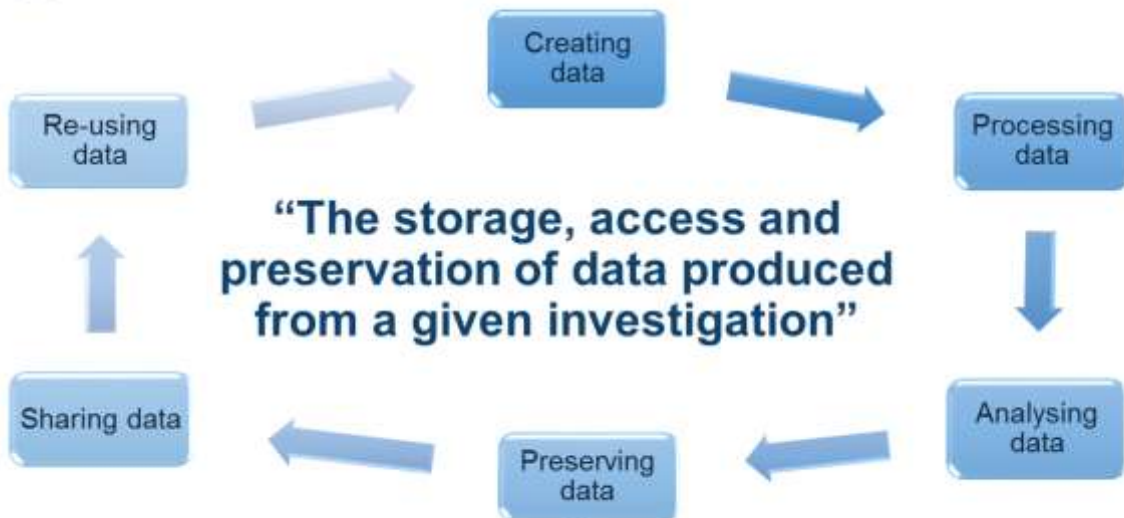 Creating
data
Processing
data
Analysing
data
Preserving
data
Sharing data
Re-using
data
“The storage, access and
preservation of data produced
from a given investigation”